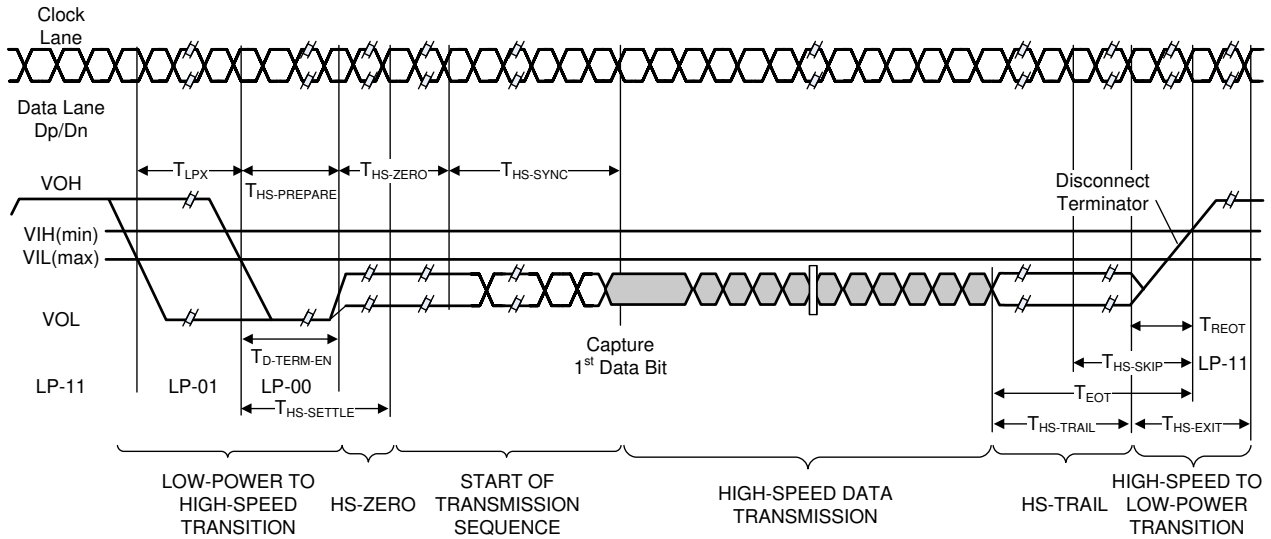 Clock
Lane
Data Lane
Dp/Dn
TLPX
THS-PREPARE
THS-ZERO
THS-SYNC
VOH
Disconnect
Terminator
VIH(min)
VIL(max)
VOL
TD-TERM-EN
Capture
1st Data Bit
TREOT
THS-SKIP
LP-11
LP-11
LP-01
LP-00
TEOT
THS-SETTLE
THS-TRAIL
THS-EXIT
LOW-POWER TO
HIGH-SPEED
TRANSITION
HS-ZERO
START OF
TRANSMISSION
SEQUENCE
HIGH-SPEED DATA
TRANSMISSION
HS-TRAIL
HIGH-SPEED TO
LOW-POWER
TRANSITION